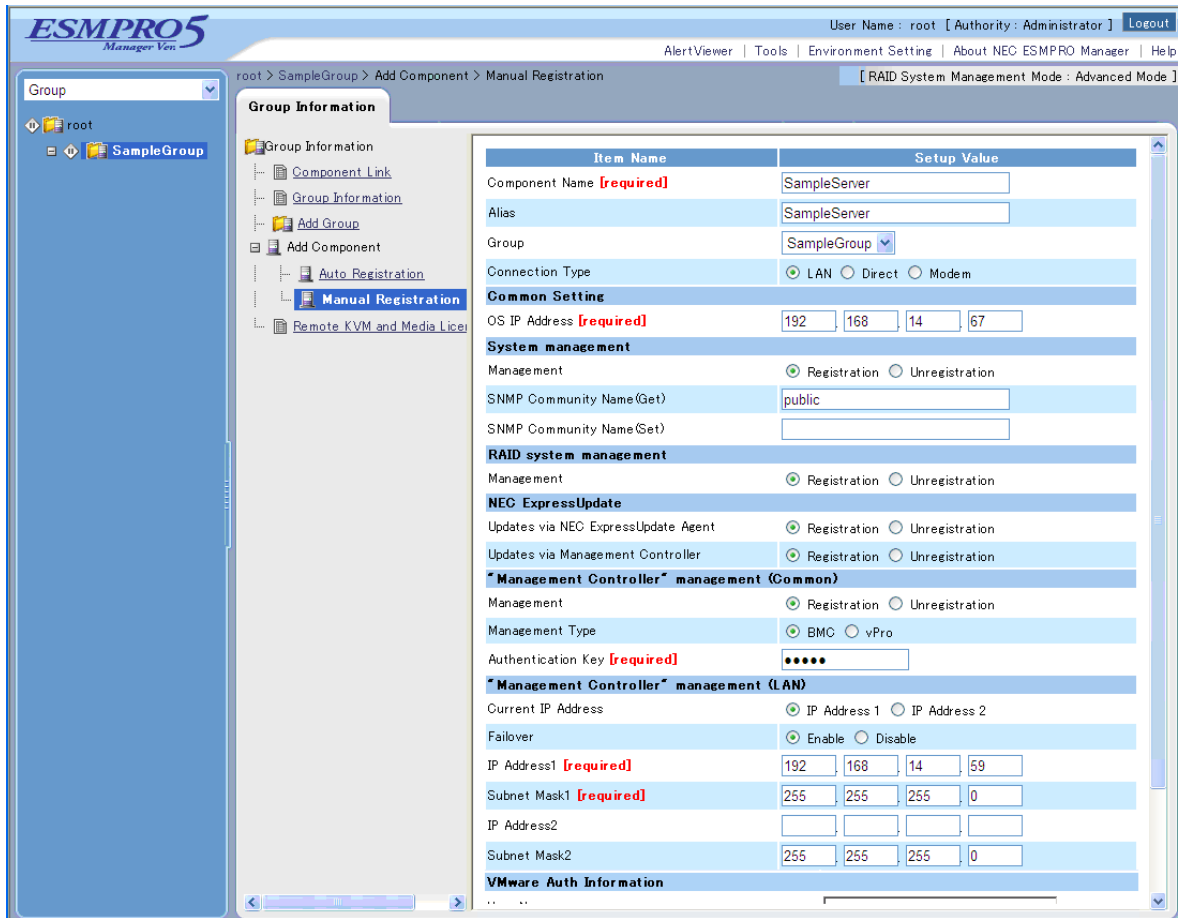 ESMPRO5
Manager Ver.
User Name : root [ Authority : Administrator ] Logout
AlertViewer | Tools | Environment Setting | About NEC ESMPRO Manager | Help
root > SampleGroup > Add Component > Manual Registration [ RAID System Management Mode : Advanced Mode ]
Group
root
SampleGroup
Group Information
Group Information
Component Link
Group Information
Add Group
Add Component
Auto Registration
Manual Registration
Remote KVM and Media Licen
Item Name Setup Value
Component Name [required] SampleServer
Alias SampleServer
Group SampleGroup
Connection Type LAN Direct Modem
Common Setting
OS IP Address [required] 192 . 168 . 14 . 67
System management
Management Registration Unregistration
SNMP Community Name(Get) public
SNMP Community Name(Set)
RAID system management
Management Registration Unregistration
NEC ExpressUpdate
Updates via NEC ExpressUpdate Agent Registration Unregistration
Updates via Management Controller Registration Unregistration
"Management Controller" management (Common)
Management Registration Unregistration
Management Type BMC vPro
Authentication Key [required] •••••
"Management Controller" management (LAN)
Current IP Address IP Address 1 IP Address 2
Failover Enable Disable
IP Address1 [required] 192 . 168 . 14 . 59
Subnet Mask1 [required] 255 . 255 . 255 . 0
IP Address2 . . .
Subnet Mask2 255 . 255 . 255 . 0
VMware Auth Information